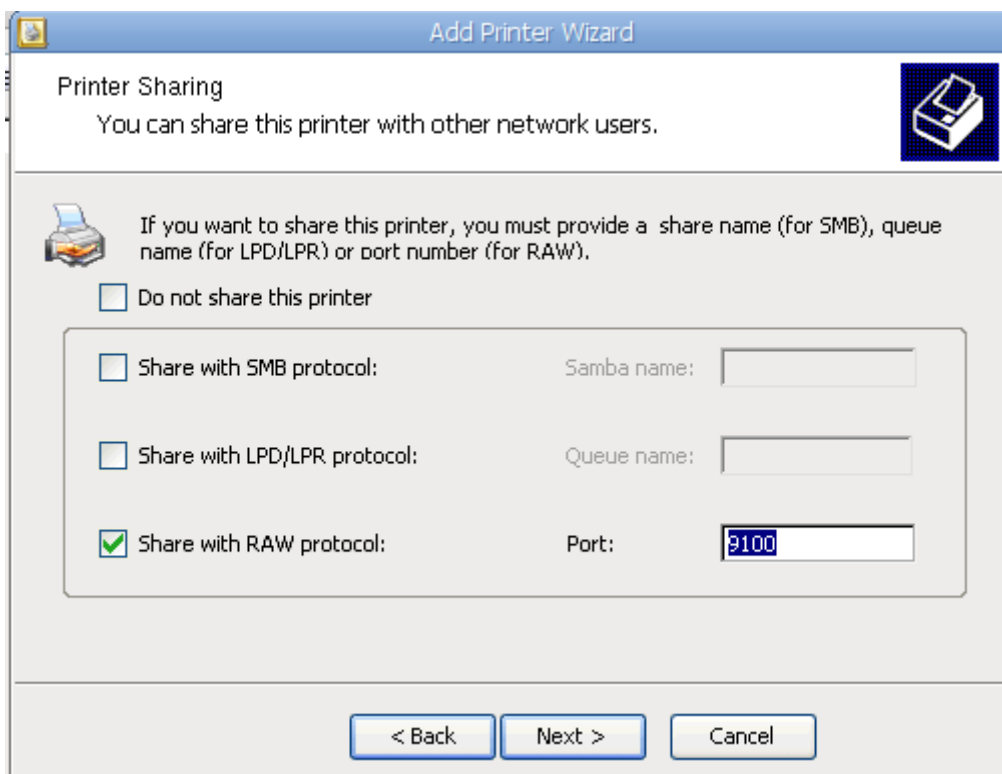 Add Printer Wizard
Printer Sharing
You can share this printer with other network users.
If you want to share this printer, you must provide a share name (for SMB), queue
name (for LPD/LPR) or port number (for RAW).
Do not share this printer
Share with SMB protocol: Samba name:
Share with LPD/LPR protocol: Queue name:
Share with RAW protocol: Port: 9100
< Back Next > Cancel